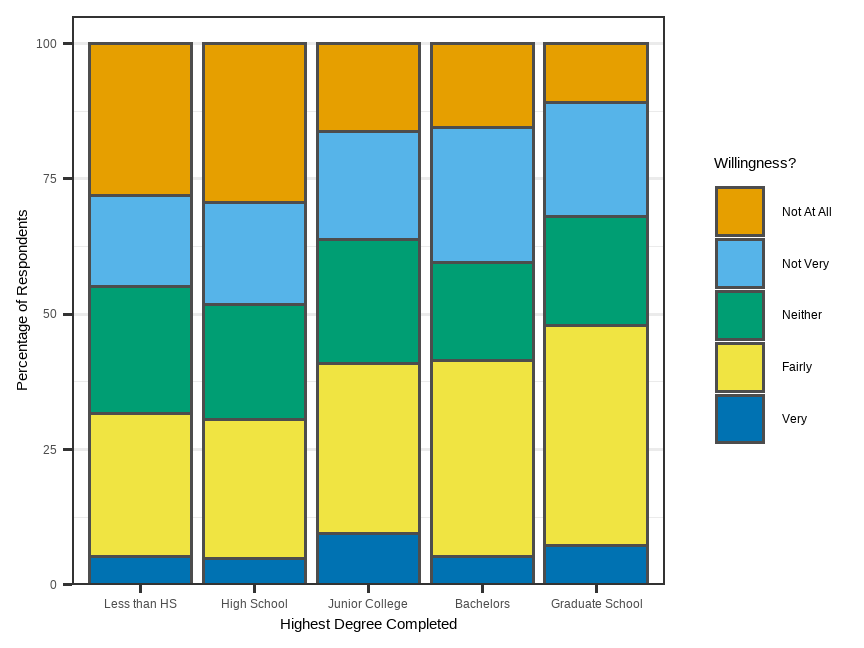 100
75
50
25
0
Percentage of Respondents
Less than HS
High School
Junior College
Bachelors
Graduate School
Highest Degree Completed
Willingness?
Not At All
Not Very
Neither
Fairly
Very